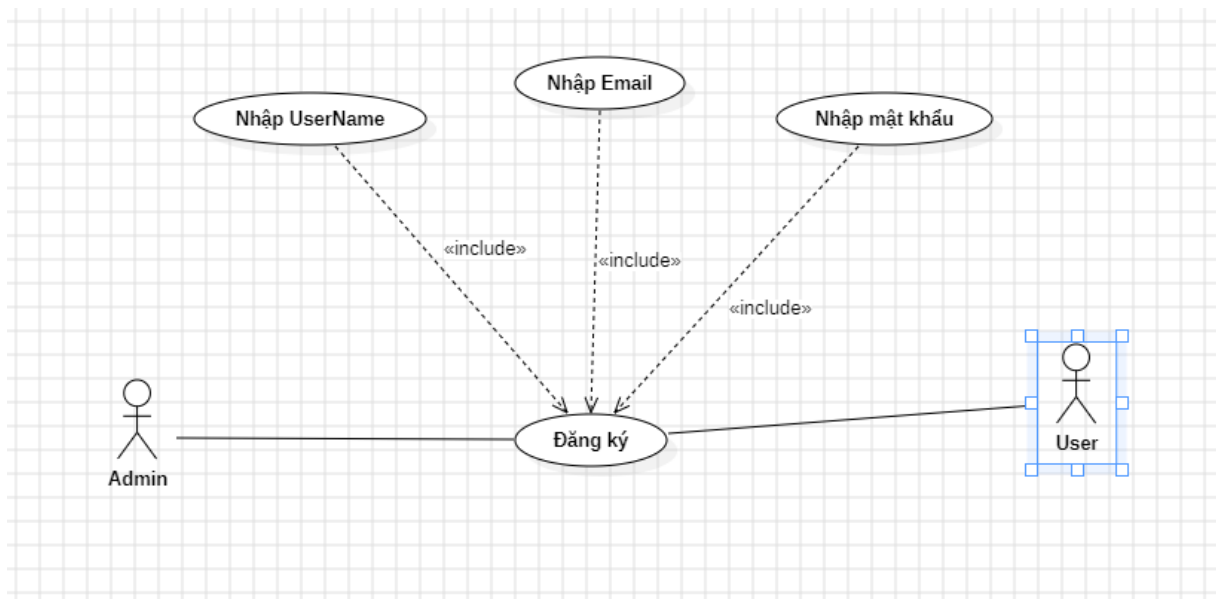 Nhập Email
Nhập UserName
Nhập mật khẩu
«include»
«include»
«include»
Đăng ký
User
Admin